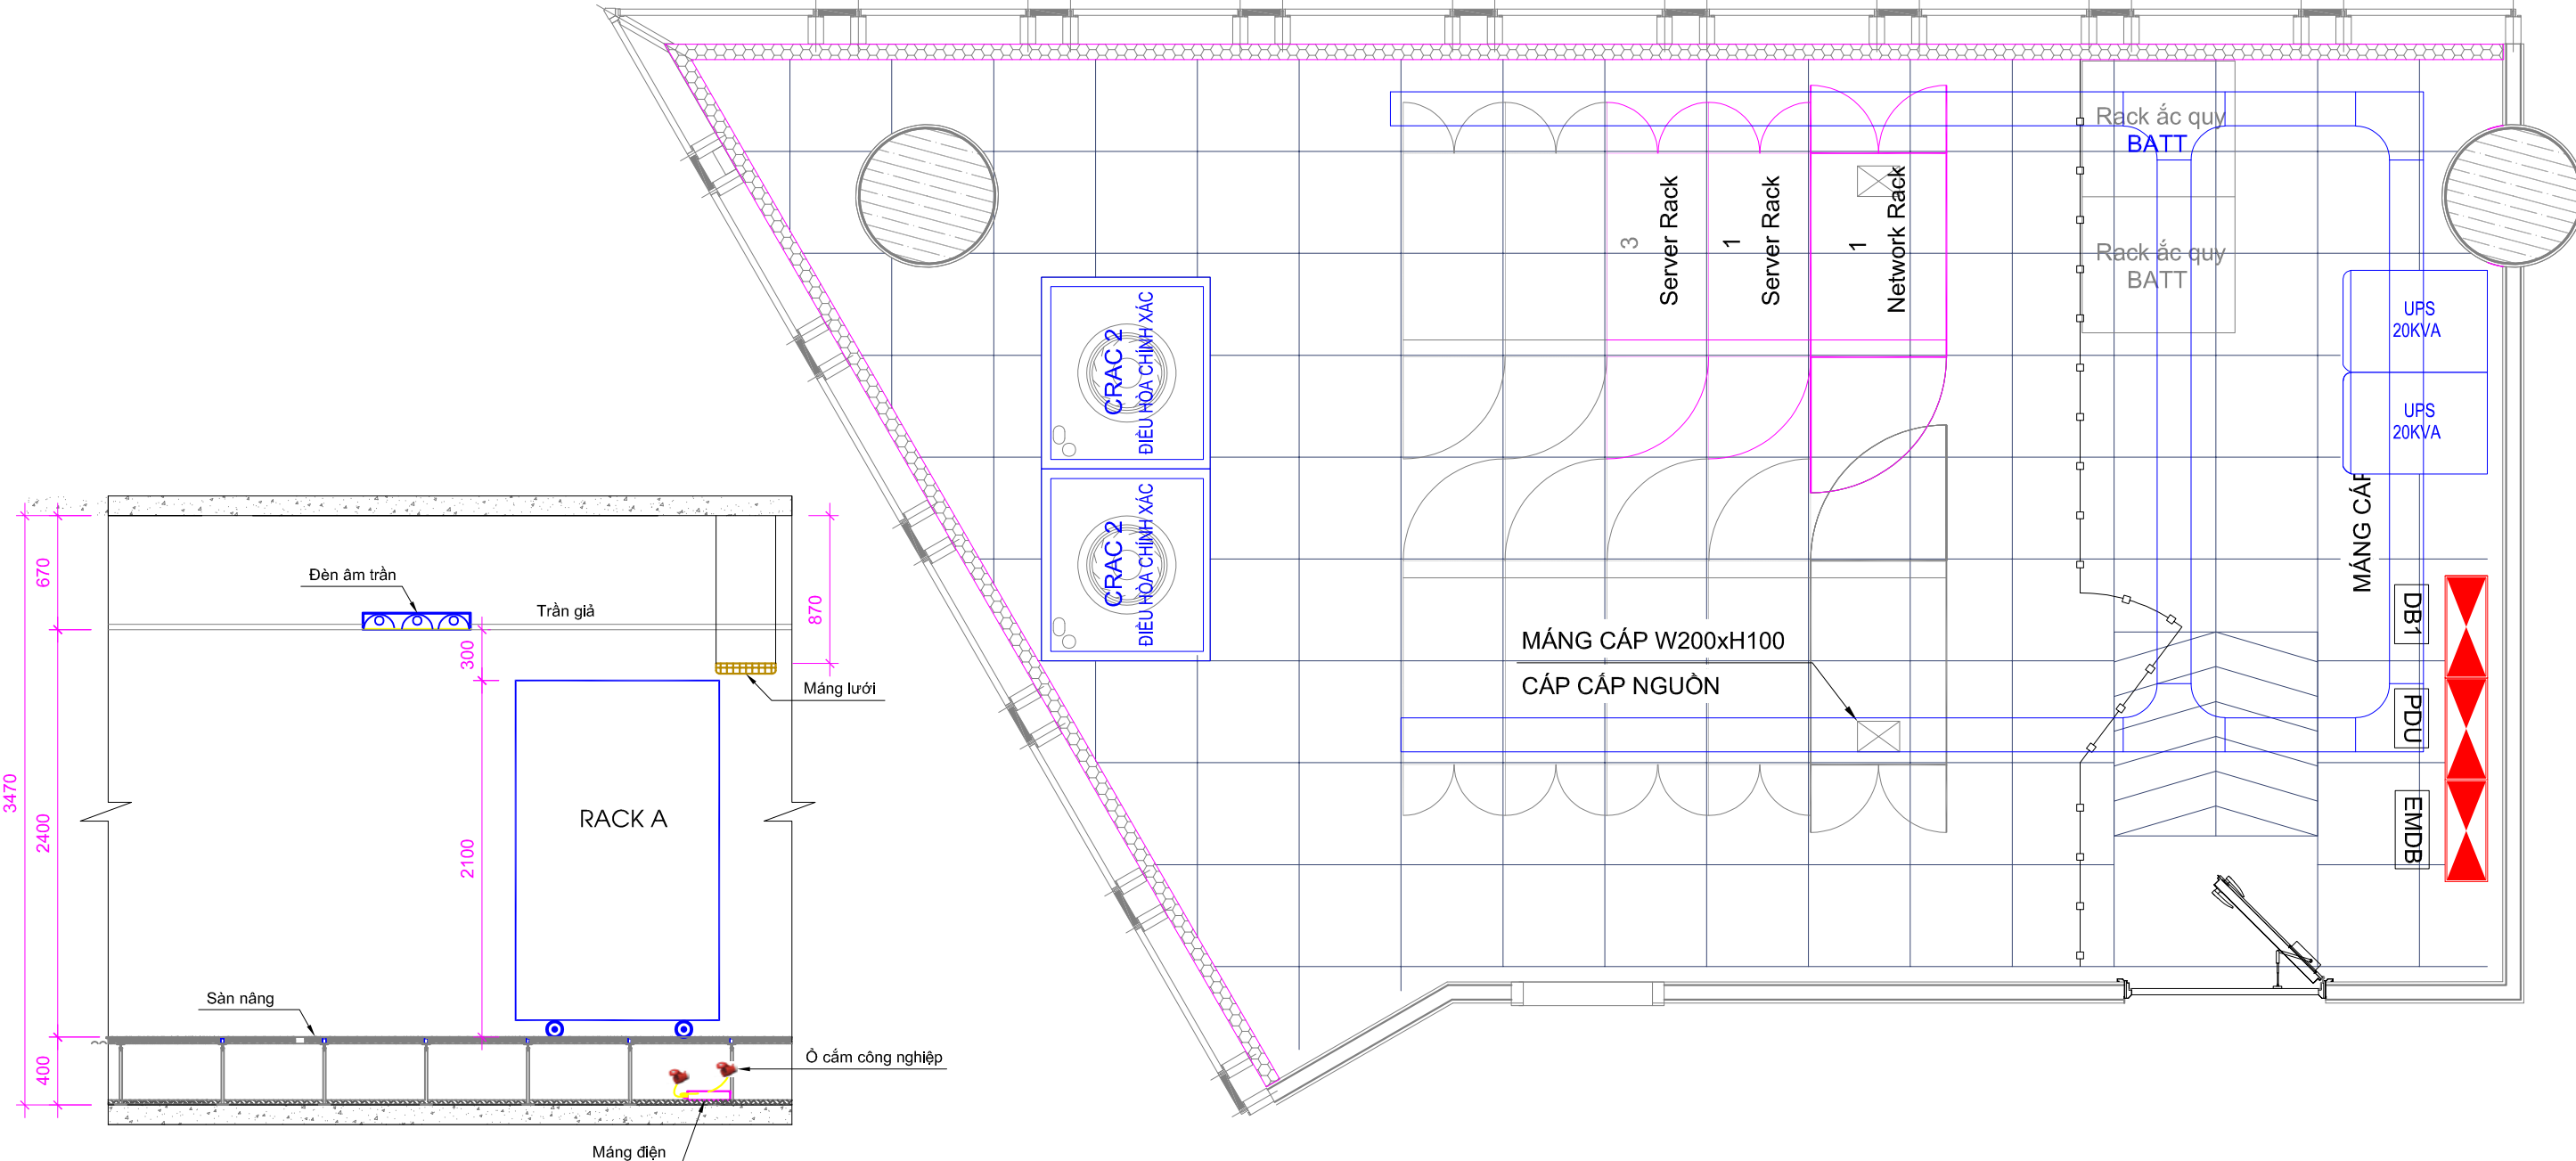 Rack ắc quy
BATT
Rack ắc quy
BATT
3
Server Rack
1
Server Rack
1
Network Rack
UPS
20KVA
UPS
20KVA
CRAC 2
ĐIỀU HÒA CHÍNH XÁC
CRAC 2
ĐIỀU HÒA CHÍNH XÁC
MÁNG CÁP
DB1
PDU
EMDB
MÁNG CÁP W200xH100
CÁP CẤP NGUỒN
3470
670
2400
400
300
2100
870
Đèn âm trần
Trần giả
Máng lưới
RACK A
Sàn nâng
Ổ cắm công nghiệp
Máng điện